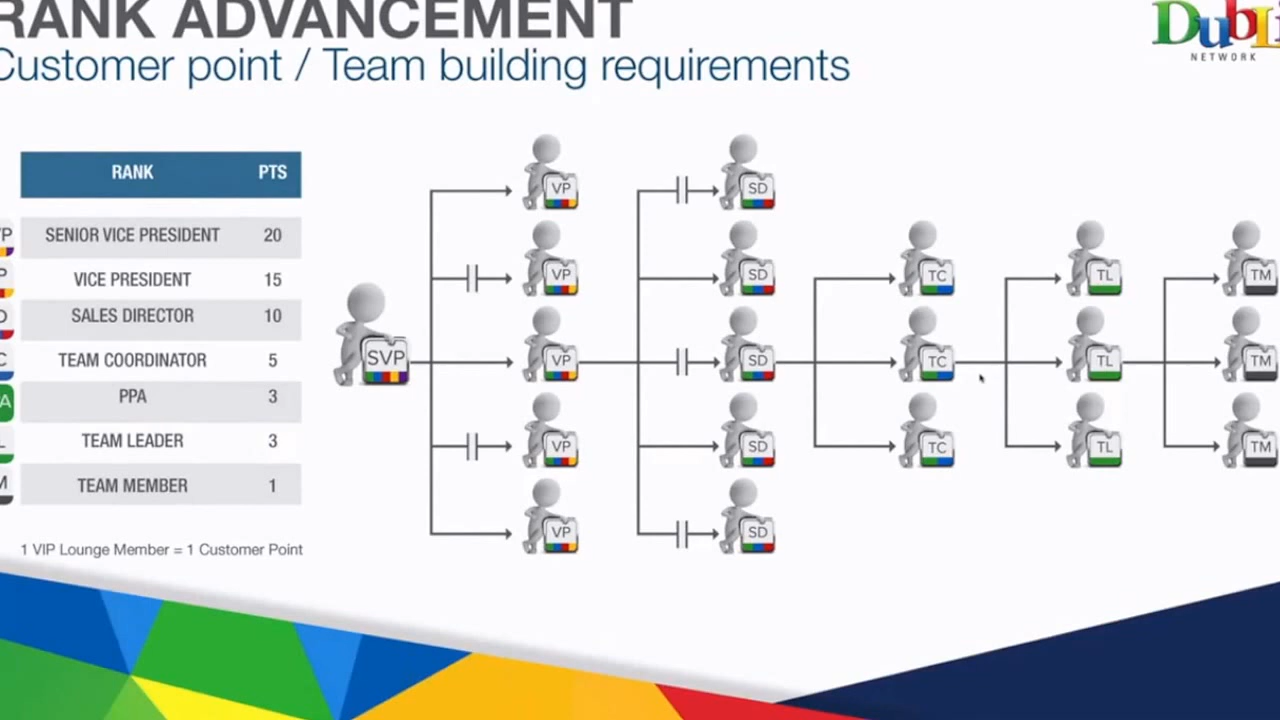 RANK ADVANCEMENT
Customer point / Team building requirements
DubLi
NETWORK
RANK PTS
VP SENIOR VICE PRESIDENT 20
P VICE PRESIDENT 15
D SALES DIRECTOR 10
C TEAM COORDINATOR 5
A PPA 3
L TEAM LEADER 3
M TEAM MEMBER 1
1 VIP Lounge Member = 1 Customer Point
SVP
VP
VP
VP
VP
VP
SD
SD
SD
SD
SD
TC
TC
TC
TL
TL
TL
TM
TM
TM